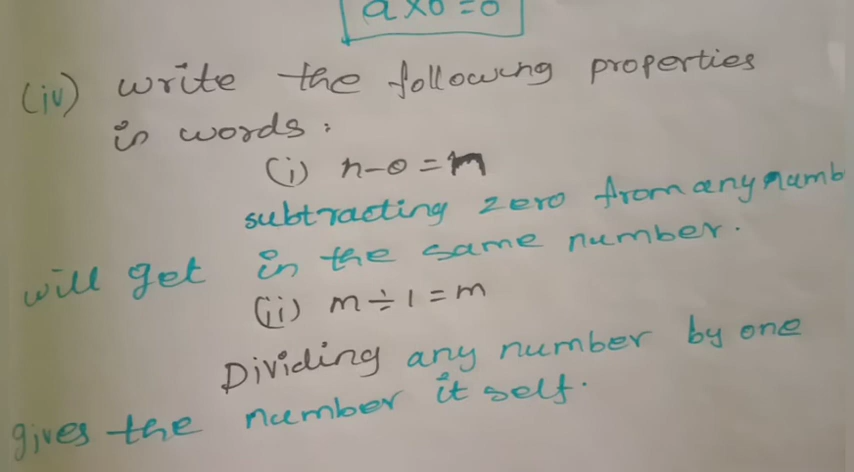 a x 0 = 0
(iv) write the following properties
in words:
(i) n-0=n
subtracting zero from any numb
will get in the same number.
(ii) m÷1=m
Dividing any number by one
gives the number it self.